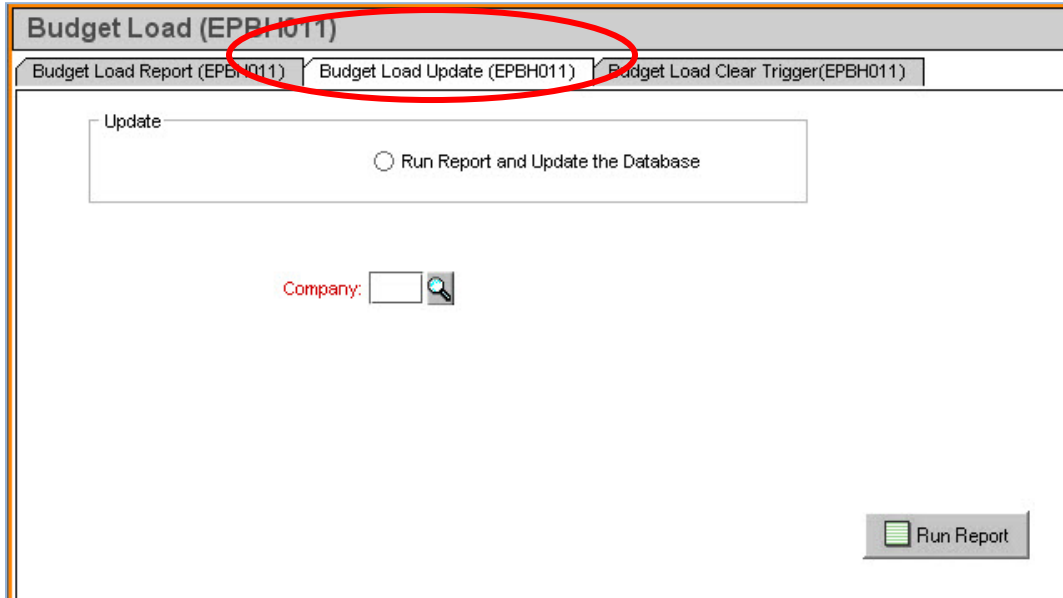 Budget Load (EPBH011)
Budget Load Report (EPBH011) Budget Load Update (EPBH011) Budget Load Clear Trigger(EPBH011)
Update
Run Report and Update the Database
Company:
Run Report